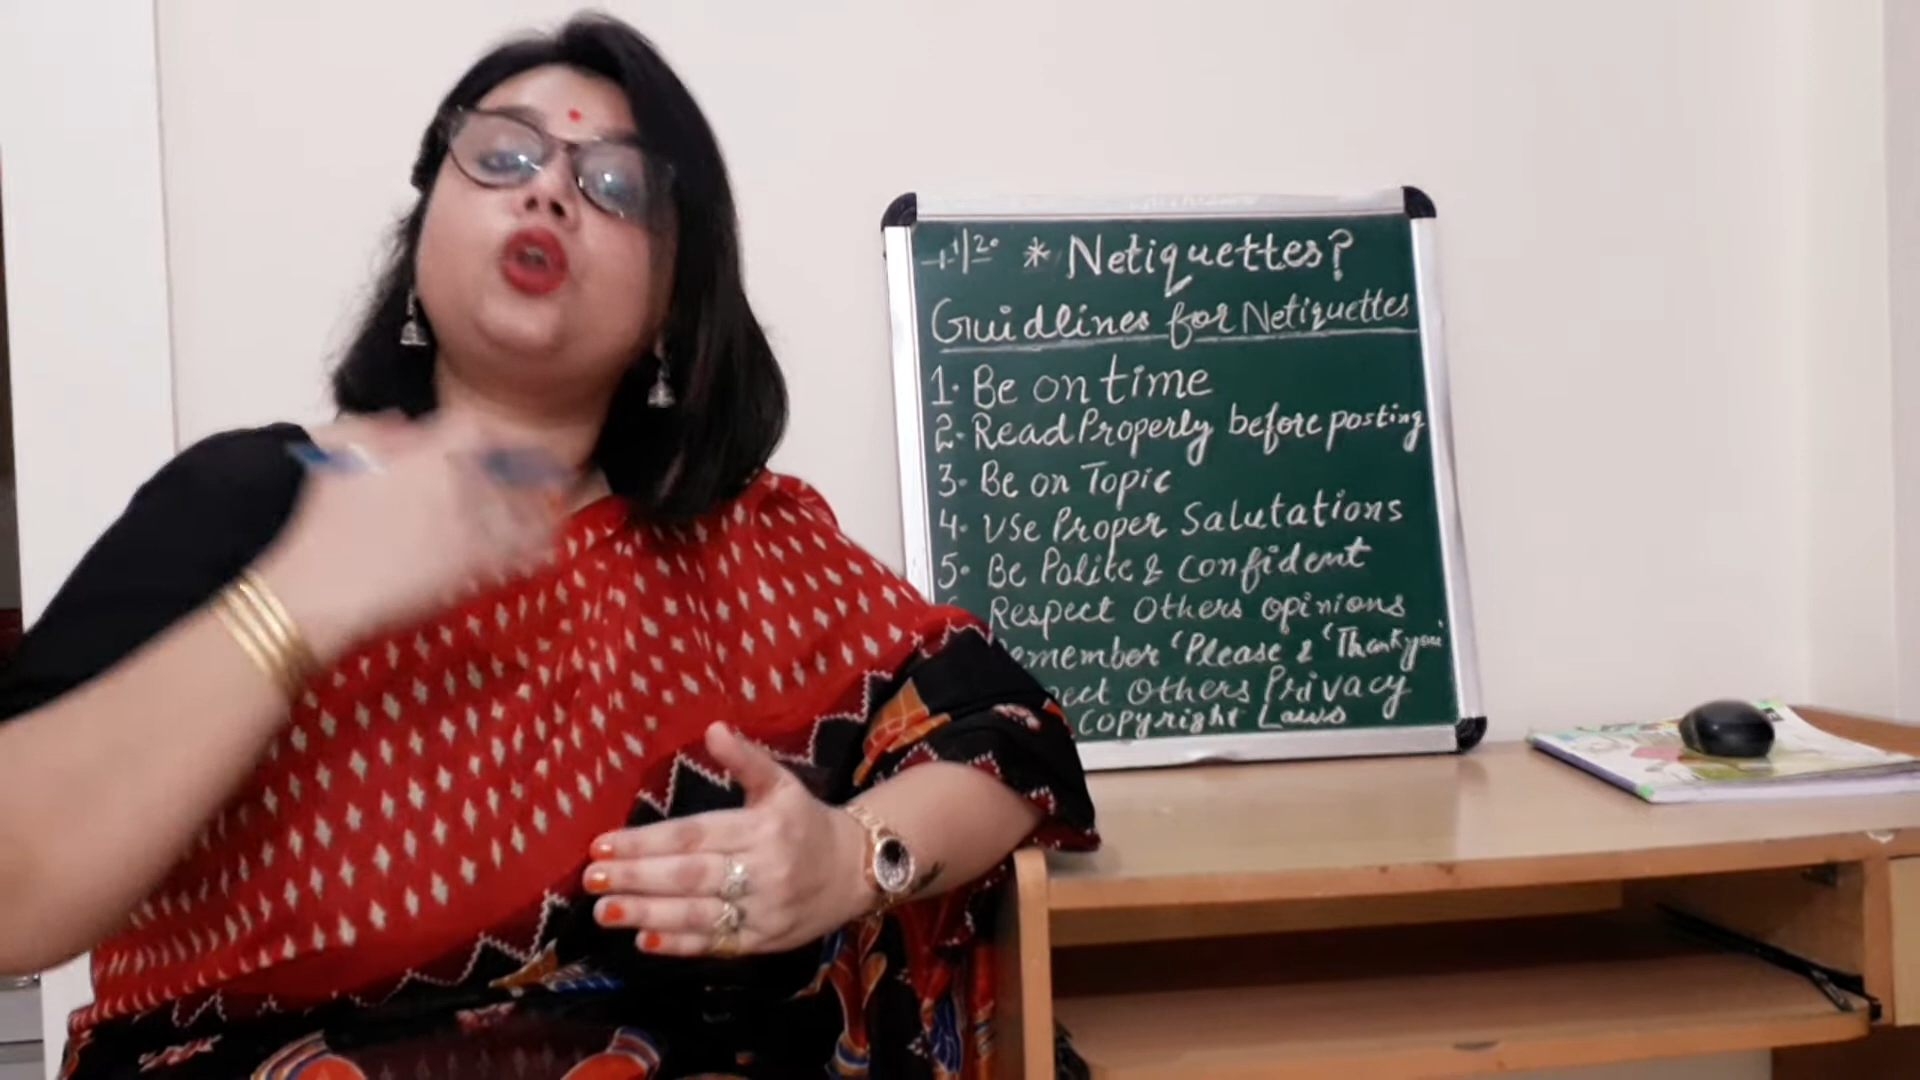 * Netiquettes?
Guidlines for Netiquettes
1. Be on time
2. Read Properly before posting
3. Be on Topic
4. Use Proper Salutations
5. Be Polite & Confident
Respect Others opinions
emember 'Please & 'Thankyou'
pect Others Privacy
Copyright Laws